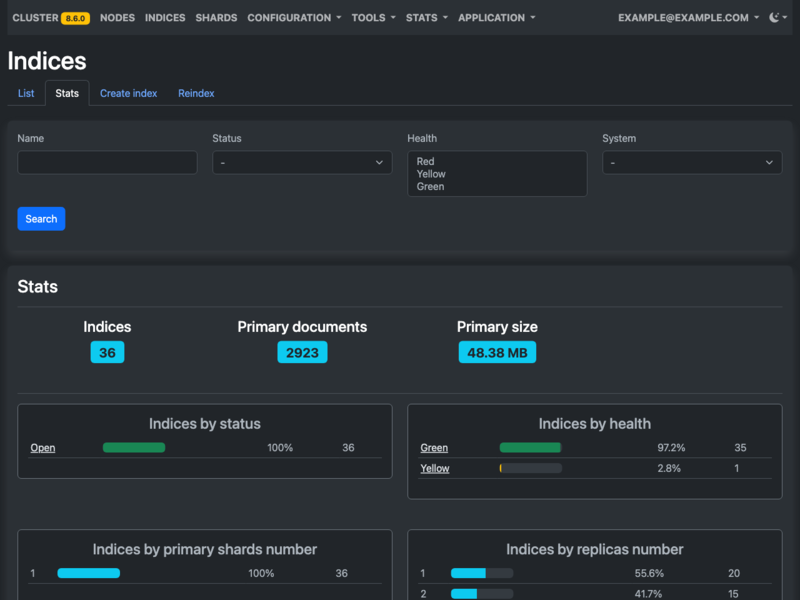 CLUSTER 8.6.0 NODES INDICES SHARDS CONFIGURATION TOOLS STATS APPLICATION EXAMPLE@EXAMPLE.COM
Indices
List Stats Create index Reindex
Name Status Health System
- Red -
Yellow
Green
Search
Stats
Indices Primary documents Primary size
36 2923 48.38 MB
Indices by status Indices by health
Open 100% 36 Green 97.2% 35
Yellow 2.8% 1
Indices by primary shards number Indices by replicas number
1 100% 36 1 55.6% 20
2 41.7% 15